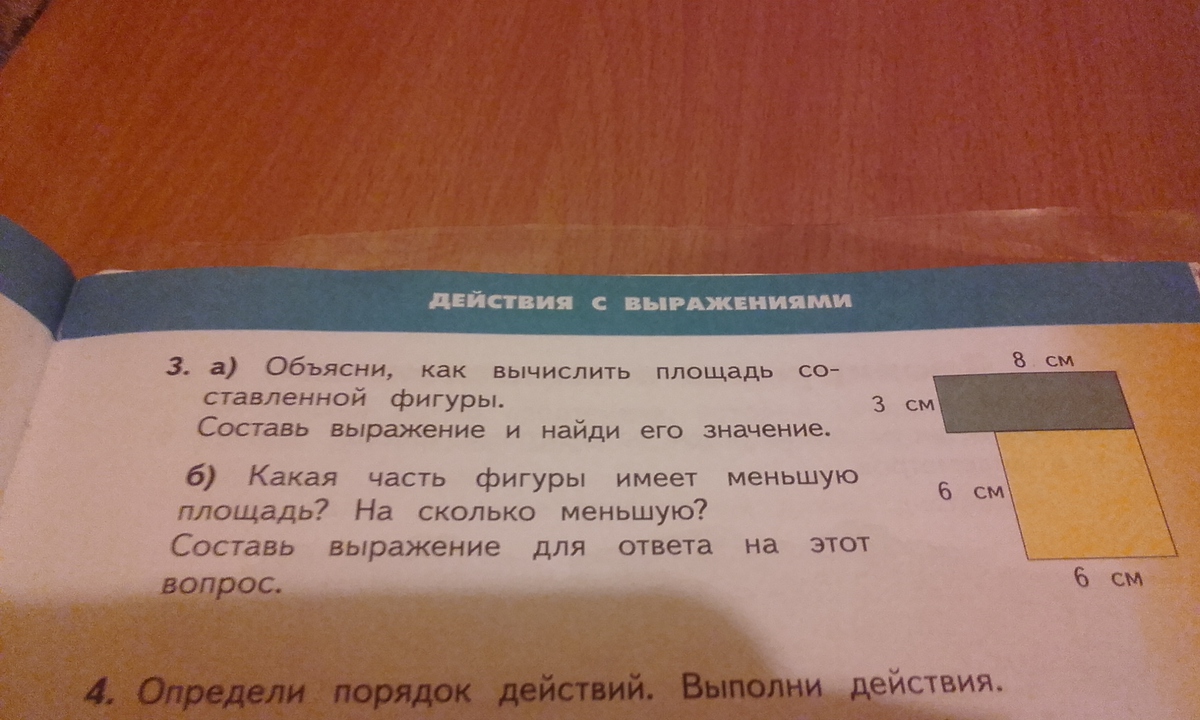 ДЕЙСТВИЯ С ВЫРАЖЕНИЯМИ
3. а) Объясни, как вычислить площадь со-
ставленной фигуры.
Составь выражение и найди его значение.
б) Какая часть фигуры имеет меньшую
площадь? На сколько меньшую?
Составь выражение для ответа на этот
вопрос.
8 см
3 см
6 см
6 см
4. Определи порядок действий. Выполни действия.